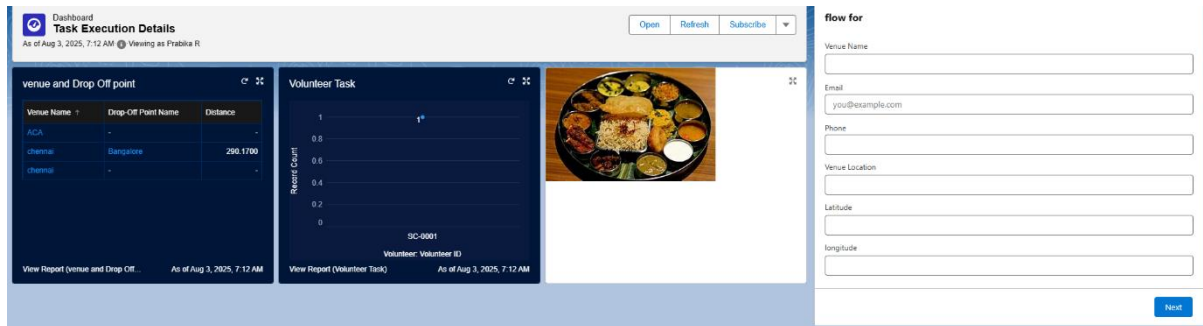 Dashboard
Task Execution Details
As of Aug 3, 2025, 7:12 AM Viewing as Prabika R
Open Refresh Subscribe
venue and Drop Off point
Venue Name ↑ Drop-Off Point Name Distance
ACA - -
chennai Bangalore 290.1700
chennai - -
View Report (venue and Drop Off... As of Aug 3, 2025, 7:12 AM
Volunteer Task
Record Count
1
0.8
0.6
0.4
0.2
0
1
SC-0001
Volunteer: Volunteer ID
View Report (Volunteer Task) As of Aug 3, 2025, 7:12 AM
flow for
Venue Name
Email
you@example.com
Phone
Venue Location
Latitude
longitude
Next